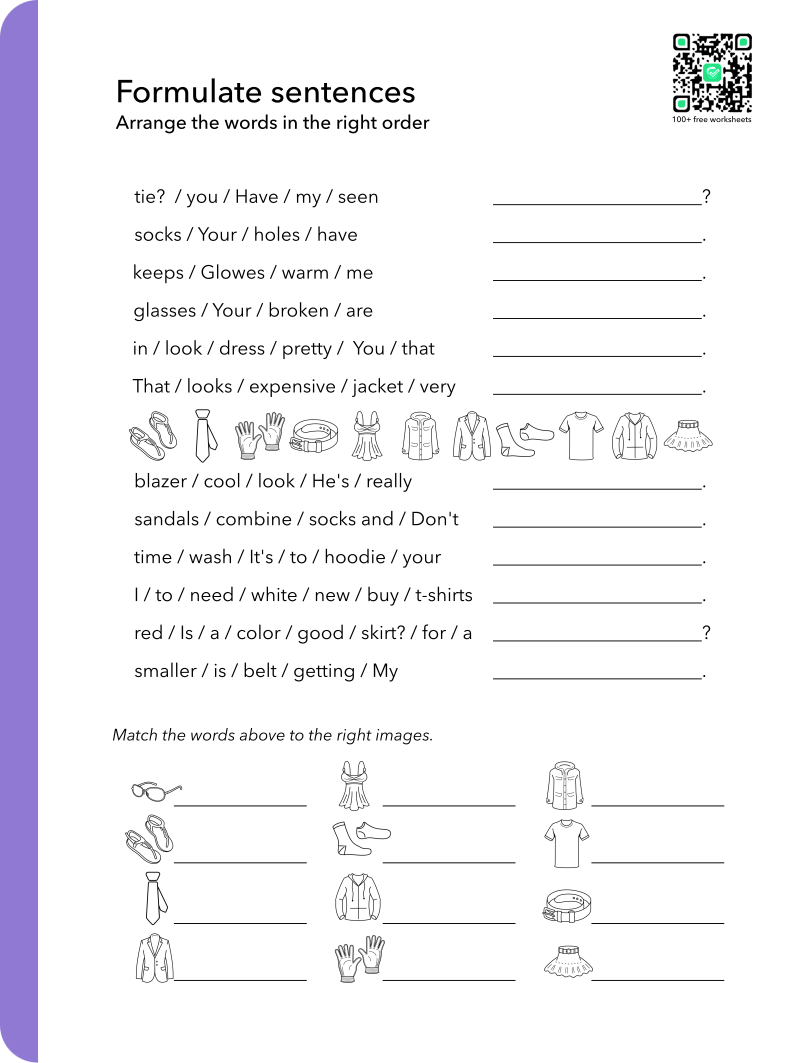 100+ free worksheets
Formulate sentences
Arrange the words in the right order
tie? / you / Have / my / seen ____________________?
socks / Your / holes / have ____________________.
keeps / Glowes / warm / me ____________________.
glasses / Your / broken / are ____________________.
in / look / dress / pretty / You / that ____________________.
That / looks / expensive / jacket / very ____________________.
blazer / cool / look / He's / really ____________________.
sandals / combine / socks and / Don't ____________________.
time / wash / It's / to / hoodie / your ____________________.
I / to / need / white / new / buy / t-shirts ____________________.
red / Is / a / color / good / skirt? / for / a ____________________?
smaller / is / belt / getting / My ____________________.
Match the words above to the right images.